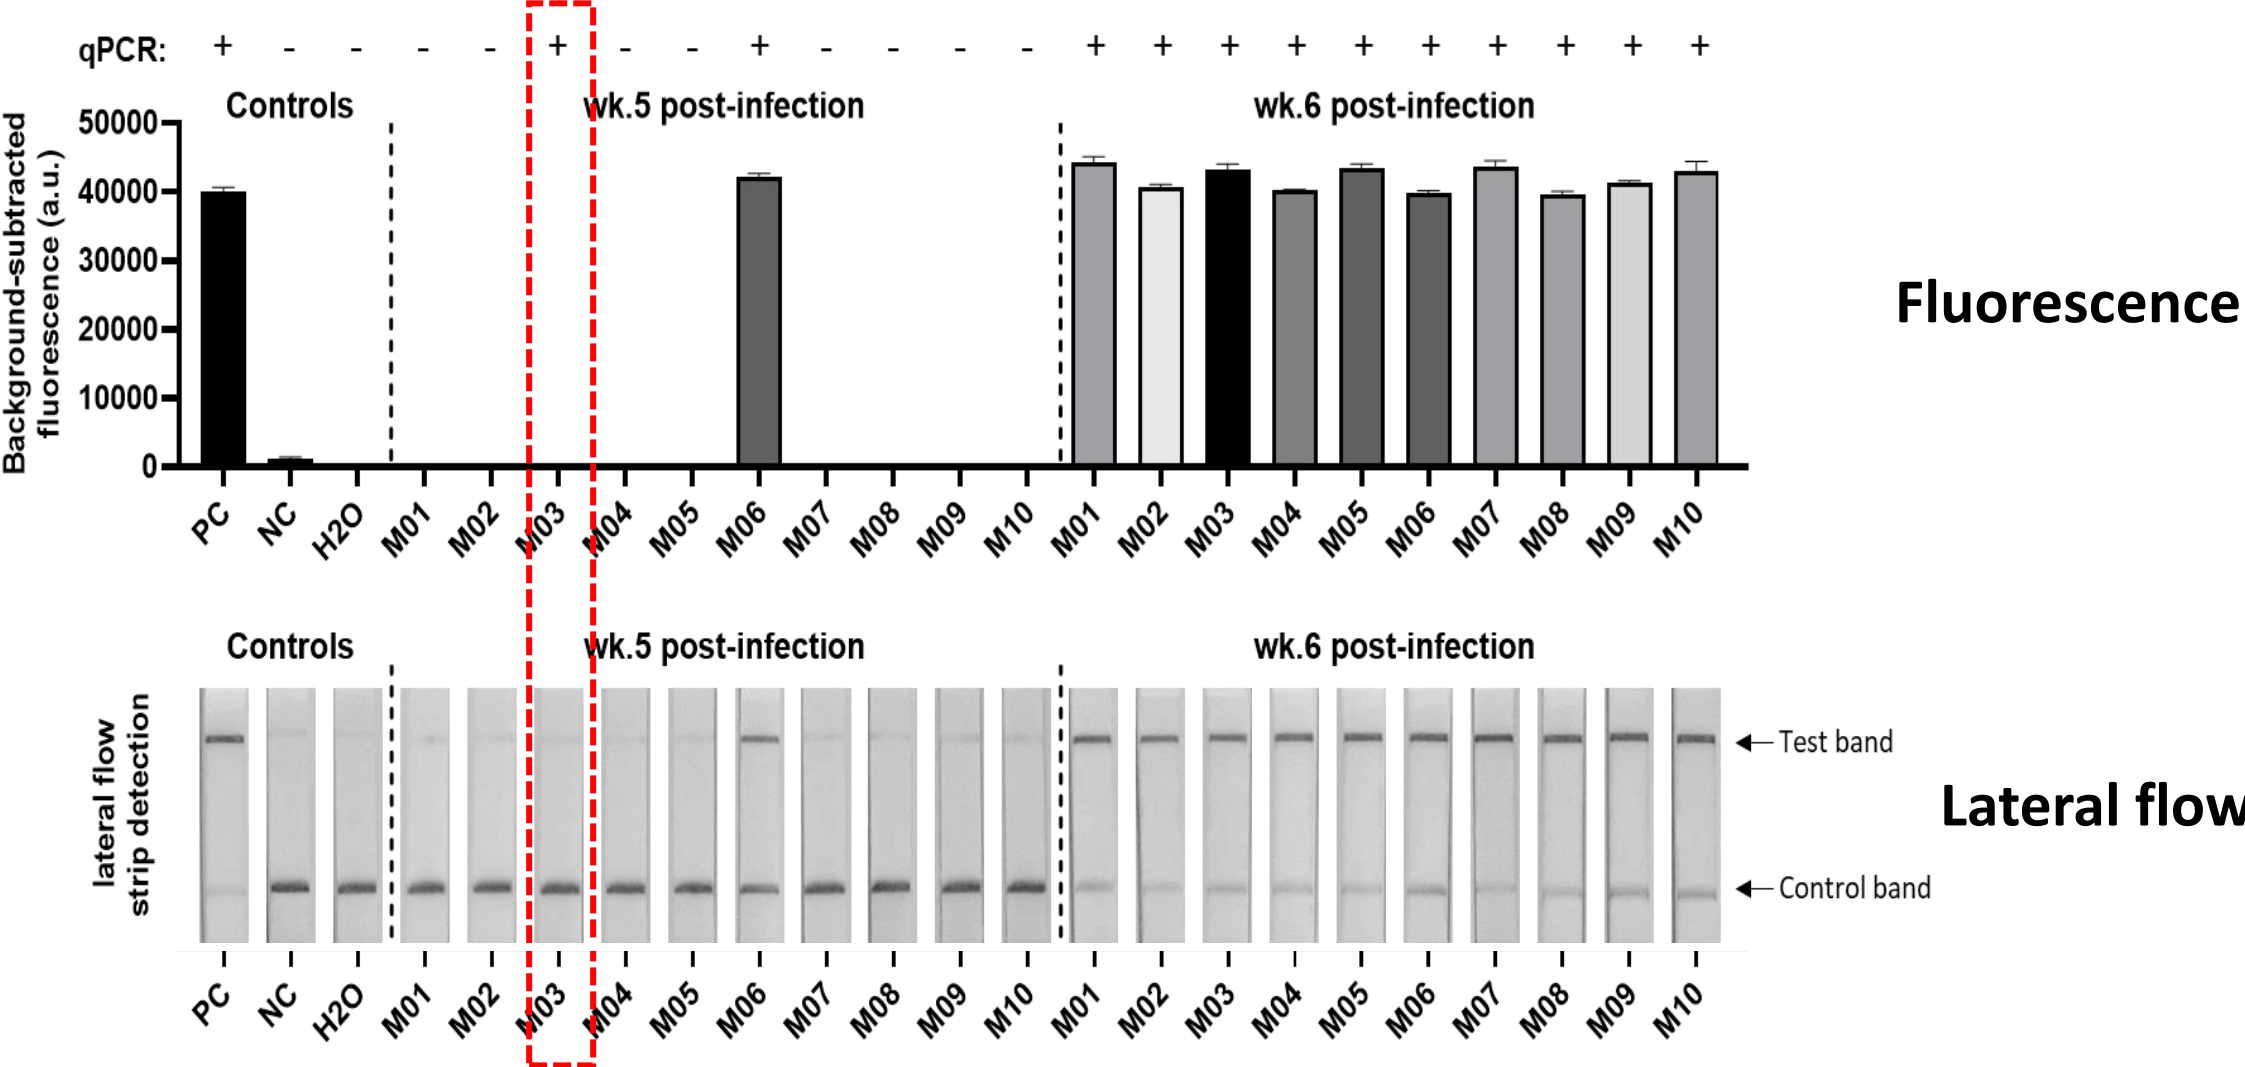 qPCR: + - - - - + - - + - - - - + + + + + + + + + +
Controls wk.5 post-infection wk.6 post-infection
Background-subtracted
fluorescence (a.u.)
50000
40000
30000
20000
10000
0
Fluorescence
PC NC H2O M01 M02 M03 M04 M05 M06 M07 M08 M09 M10 M01 M02 M03 M04 M05 M06 M07 M08 M09 M10
Controls wk.5 post-infection wk.6 post-infection
lateral flow
strip detection
Test band
Lateral flow
Control band
PC NC H2O M01 M02 M03 M04 M05 M06 M07 M08 M09 M10 M01 M02 M03 M04 M05 M06 M07 M08 M09 M10